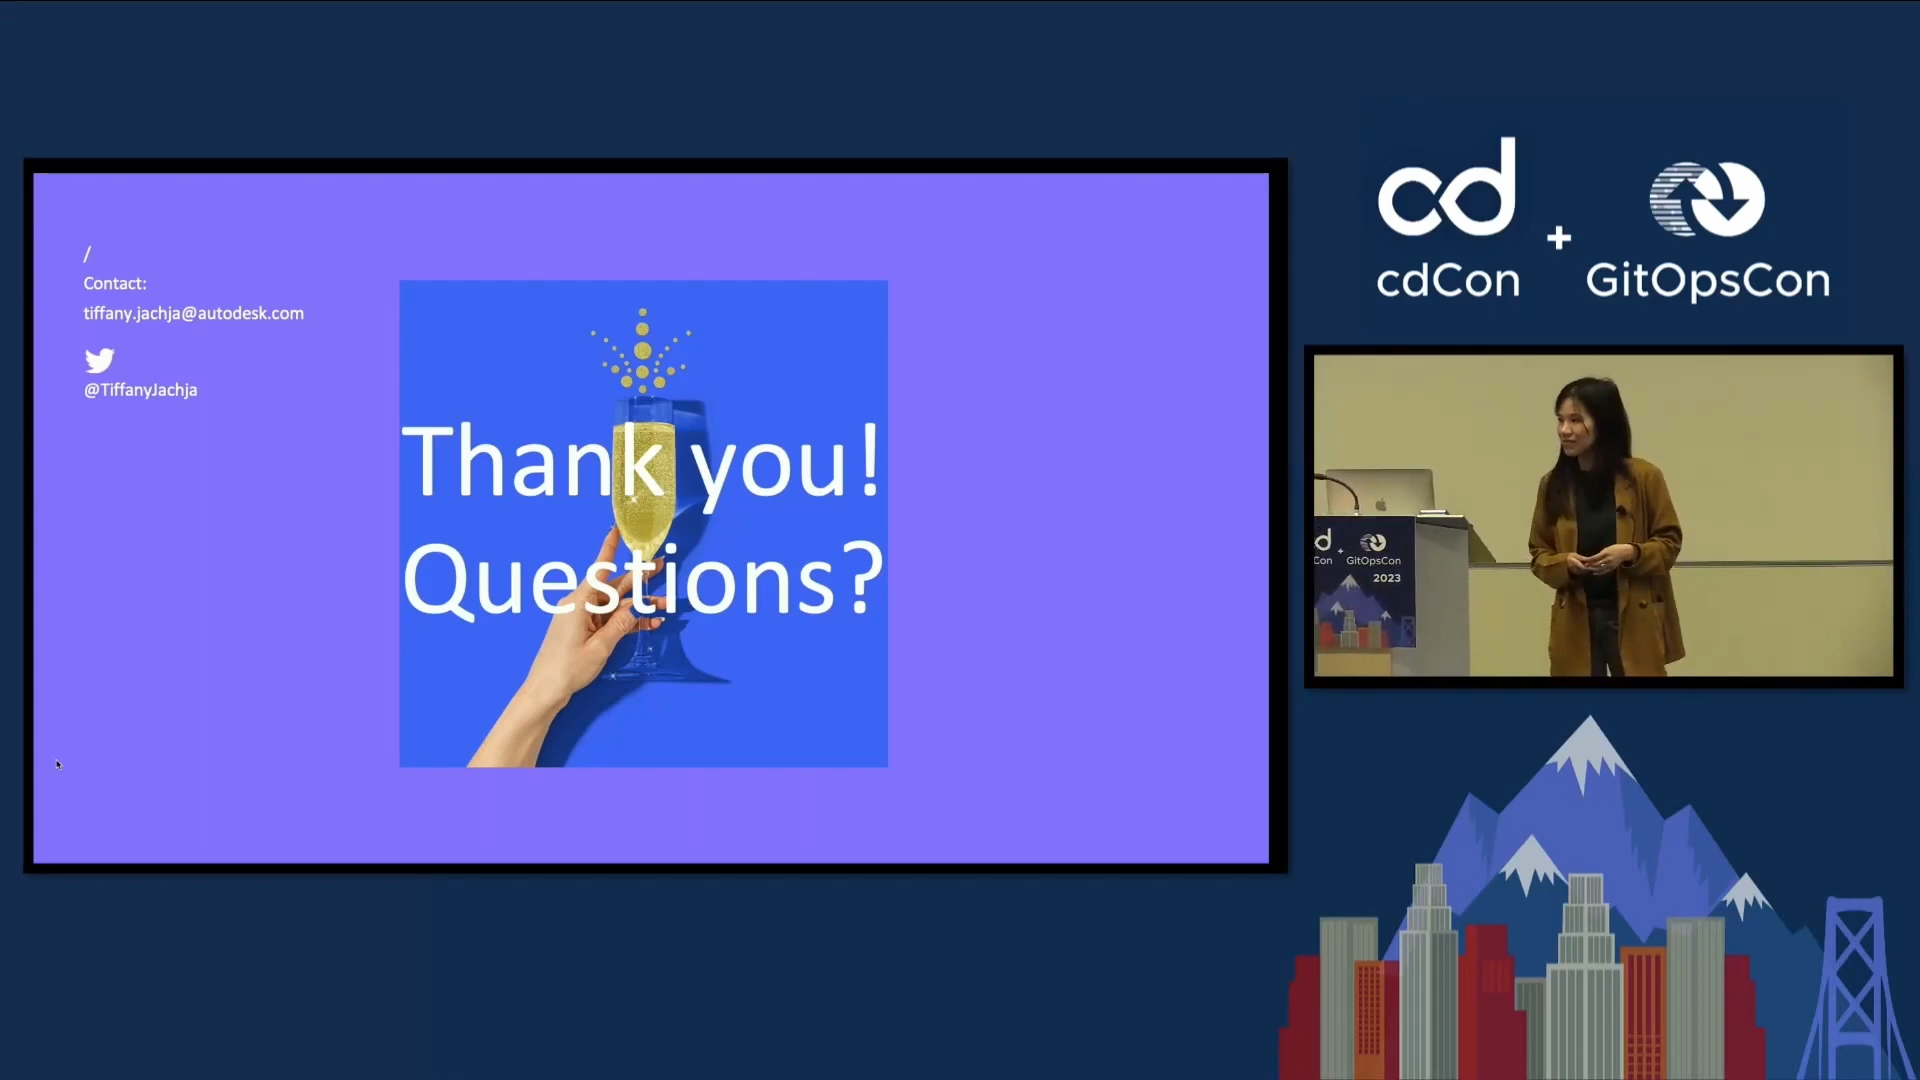 /
Contact:
tiffany.jachja@autodesk.com
@TiffanyJachja
Thank you!
Questions?
cd
+
cdCon
GitOpsCon
d
+
Con
GitOpsCon
2023